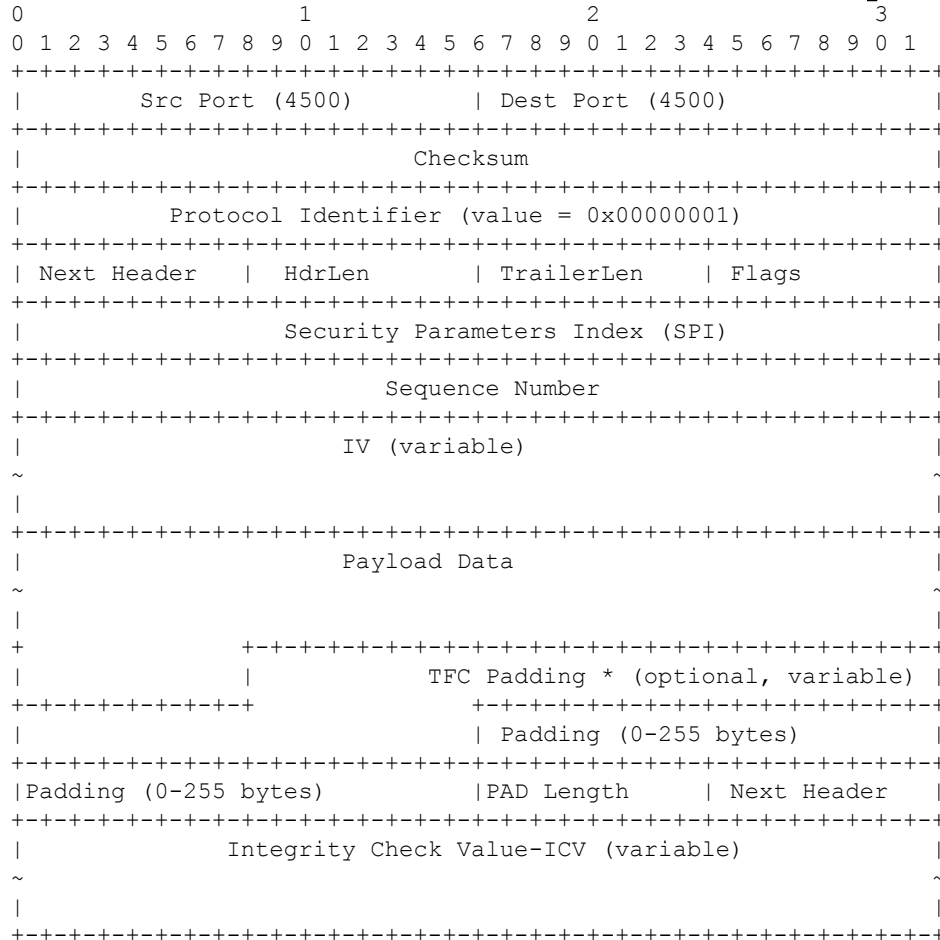 0                   1                   2                   3
0 1 2 3 4 5 6 7 8 9 0 1 2 3 4 5 6 7 8 9 0 1 2 3 4 5 6 7 8 9 0 1
+-+-+-+-+-+-+-+-+-+-+-+-+-+-+-+-+-+-+-+-+-+-+-+-+-+-+-+-+-+-+-+-+
|        Src Port (4500)        | Dest Port (4500)              |
+-+-+-+-+-+-+-+-+-+-+-+-+-+-+-+-+-+-+-+-+-+-+-+-+-+-+-+-+-+-+-+-+
|                           Checksum                            |
+-+-+-+-+-+-+-+-+-+-+-+-+-+-+-+-+-+-+-+-+-+-+-+-+-+-+-+-+-+-+-+-+
|          Protocol Identifier (value = 0x00000001)             |
+-+-+-+-+-+-+-+-+-+-+-+-+-+-+-+-+-+-+-+-+-+-+-+-+-+-+-+-+-+-+-+-+
| Next Header   |  HdrLen       | TrailerLen    | Flags         |
+-+-+-+-+-+-+-+-+-+-+-+-+-+-+-+-+-+-+-+-+-+-+-+-+-+-+-+-+-+-+-+-+
|                  Security Parameters Index (SPI)              |
+-+-+-+-+-+-+-+-+-+-+-+-+-+-+-+-+-+-+-+-+-+-+-+-+-+-+-+-+-+-+-+-+
|                         Sequence Number                       |
+-+-+-+-+-+-+-+-+-+-+-+-+-+-+-+-+-+-+-+-+-+-+-+-+-+-+-+-+-+-+-+-+
|                      IV (variable)                            |
~                                                               ~
|                                                               |
+-+-+-+-+-+-+-+-+-+-+-+-+-+-+-+-+-+-+-+-+-+-+-+-+-+-+-+-+-+-+-+-+
|                      Payload Data                             |
~                                                               ~
|                                                               |
+               +-+-+-+-+-+-+-+-+-+-+-+-+-+-+-+-+-+-+-+-+-+-+-+-+
|               |            TFC Padding * (optional, variable) |
+-+-+-+-+-+-+-+-+               +-+-+-+-+-+-+-+-+-+-+-+-+-+-+-+-+
|                               | Padding (0-255 bytes)         |
+-+-+-+-+-+-+-+-+-+-+-+-+-+-+-+-+-+-+-+-+-+-+-+-+-+-+-+-+-+-+-+-+
|Padding (0-255 bytes)          |PAD Length     | Next Header   |
+-+-+-+-+-+-+-+-+-+-+-+-+-+-+-+-+-+-+-+-+-+-+-+-+-+-+-+-+-+-+-+-+
|              Integrity Check Value-ICV (variable)             |
~                                                               ~
|                                                               |
+-+-+-+-+-+-+-+-+-+-+-+-+-+-+-+-+-+-+-+-+-+-+-+-+-+-+-+-+-+-+-+-+